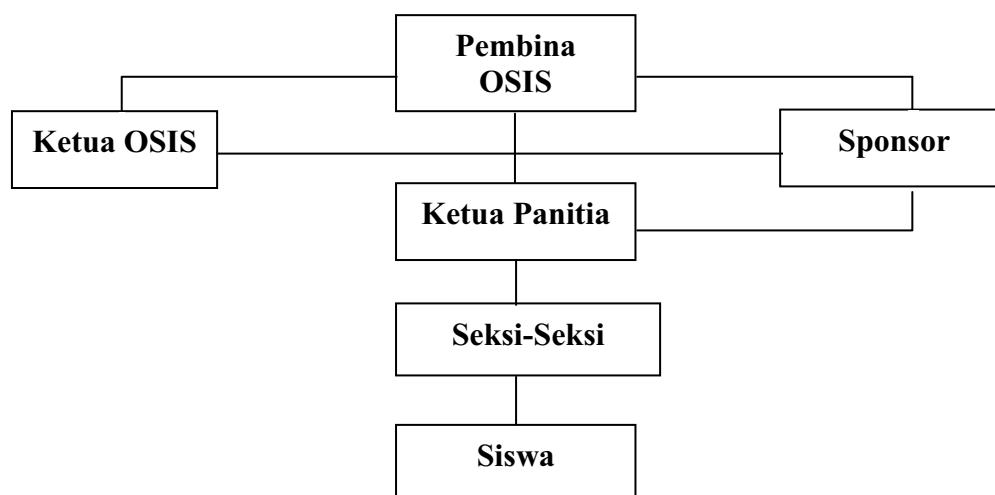 Pembina
OSIS
Ketua OSIS
Sponsor
Ketua Panitia
Seksi-Seksi
Siswa